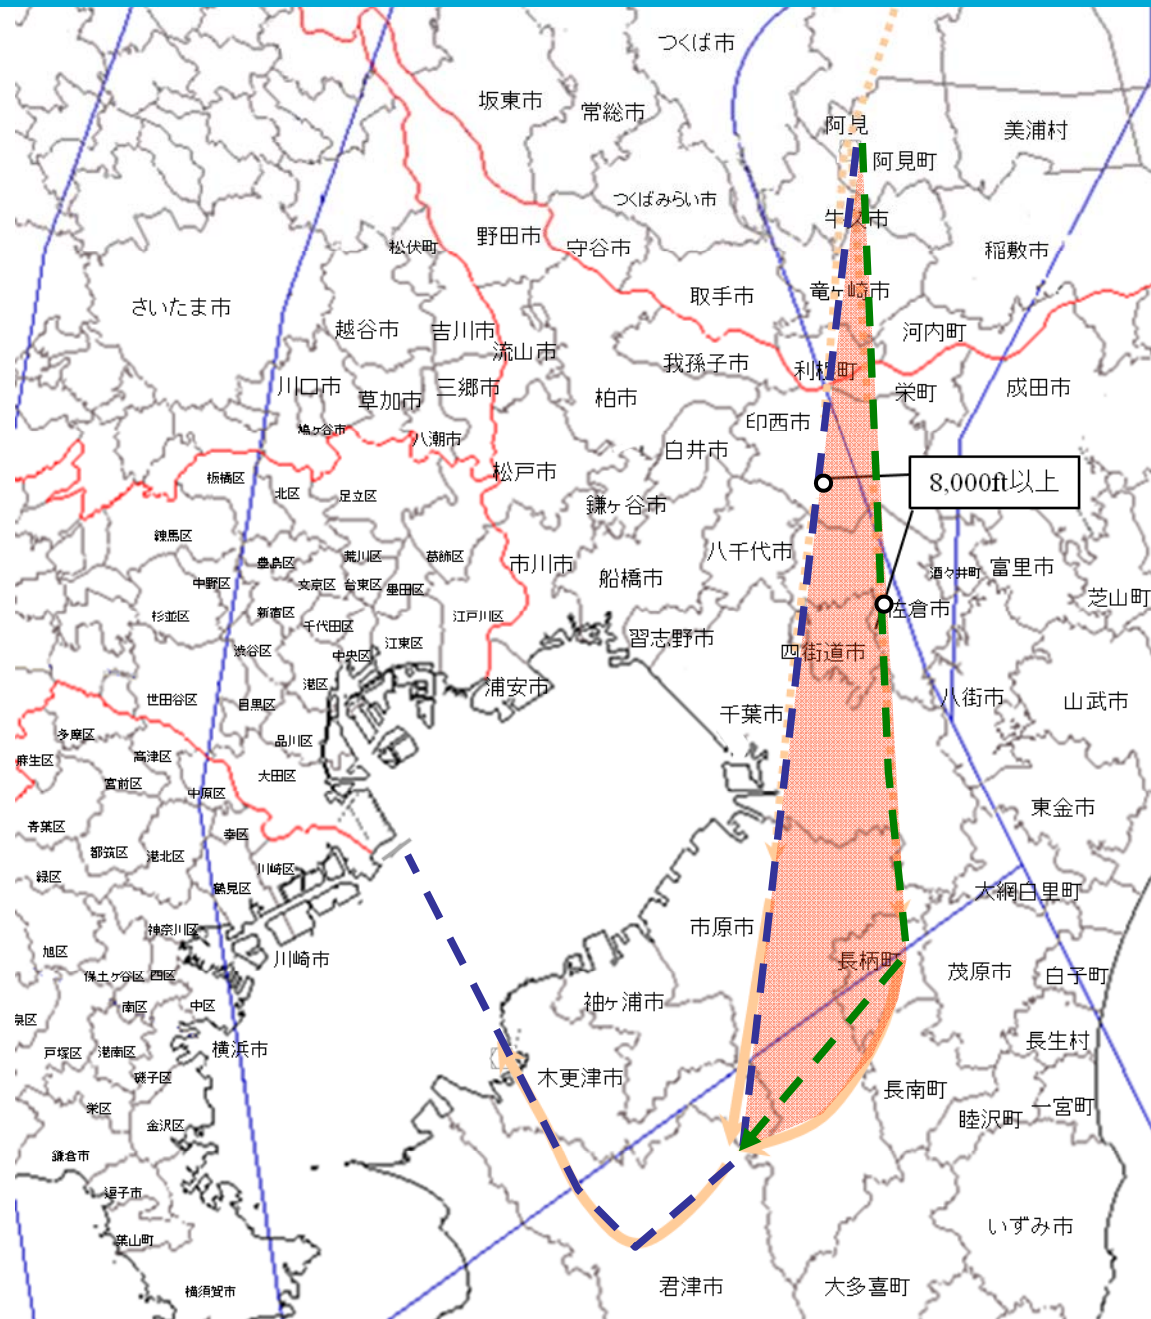 つくば市
坂東市
常総市
阿見
美浦村
阿見町
つくばみらい市
牛久市
野田市
守谷市
松伏町
稲敷市
取手市
竜ヶ崎市
さいたま市
越谷市
吉川市
流山市
河内町
我孫子市
利根町
川口市
草加市
三郷市
柏市
栄町
成田市
印西市
鳩ヶ谷市
八潮市
白井市
松戸市
板橋区
北区
足立区
8,000ft以上
鎌ヶ谷市
練馬区
豊島区
荒川区
葛飾区
市川市
八千代市
船橋市
酒々井町
富里市
中野区
文京区
台東区
墨田区
芝山町
杉並区
新宿区
千代田区
江戸川区
佐倉市
渋谷区
中央区
江東区
習志野市
四街道市
港区
浦安市
世田谷区
目黒区
千葉市
八街市
山武市
多摩区
品川区
麻生区
高津区
大田区
宮前区
中原区
東金市
青葉区
幸区
都筑区
港北区
川崎区
緑区
鶴見区
大網白里町
神奈川区
市原市
旭区
川崎市
長柄町
保土ヶ谷区
西区
茂原市
白子町
南区
中区
袖ヶ浦市
泉区
長生村
戸塚区
港南区
横浜市
磯子区
木更津市
長南町
栄区
一宮町
金沢区
睦沢町
鎌倉市
逗子市
葉山町
いずみ市
横須賀市
君津市
大多喜町